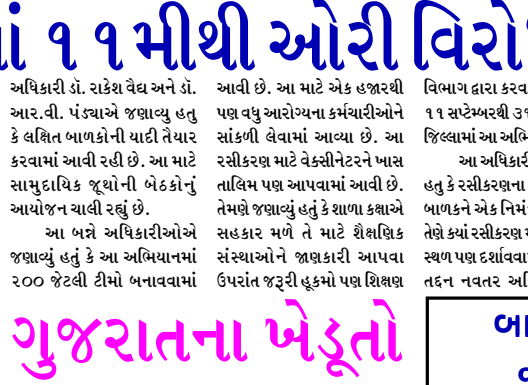 ૧૧મીથી ઓરી
અધિકારી ડૉ. રાકેશ વૈદ્ય અને ડૉ.
આર.વી. પંડ્યાએ જણાવ્યુ હતુ
કે લક્ષિત બાળકોની યાદી તૈયાર
કરવામાં આવી રહી છે. આ માટે
સામુદાયિક જૂથોની બેઠકોનું
આયોજન ચાલી રહ્યું છે.
આ બન્ને અધિકારીઓએ
જણાવ્યું હતું કે આ અભિયાનમાં
૨૦૦ જેટલી ટીમો બનાવવામાં
આવી છે. આ માટે એક હજારથી
પણ વધુ આરોગ્યના કર્મચારીઓને
સાંકળી લેવામાં આવ્યા છે. આ
રસીકરણ માટે વેક્સીનેટરને ખાસ
તાલિમ પણ આપવામાં આવી છે.
તેમણે જણાવ્યું હતું કે શાળા કક્ષાએ
સહકાર મળે તે માટે શૈક્ષણિક
સંસ્થાઓને જાણકારી આપવા
ઉપરાંત જરૂરી હૂકમો પણ શિક્ષણ
વિભાગ દ્વારા
૧૧ સપ્ટેમ્બરથી
જિલ્લામાં આ
આ અધિકારી
હતુ કે રસીકરણના
બાળકને એક
તેણે ક્યાં રસીકરણ
સ્થળ પણ
તદ્દન નવતર
ગુજરાતના ખેડૂતો